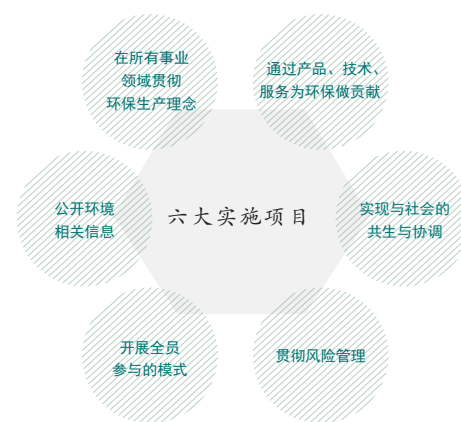 在所有事业
领域贯彻
环保生产理念
通过产品、技术、
服务为环保做贡献
公开环境
相关信息
六大实施项目
实现与社会的
共生与协调
开展全员
参与的模式
贯彻风险管理